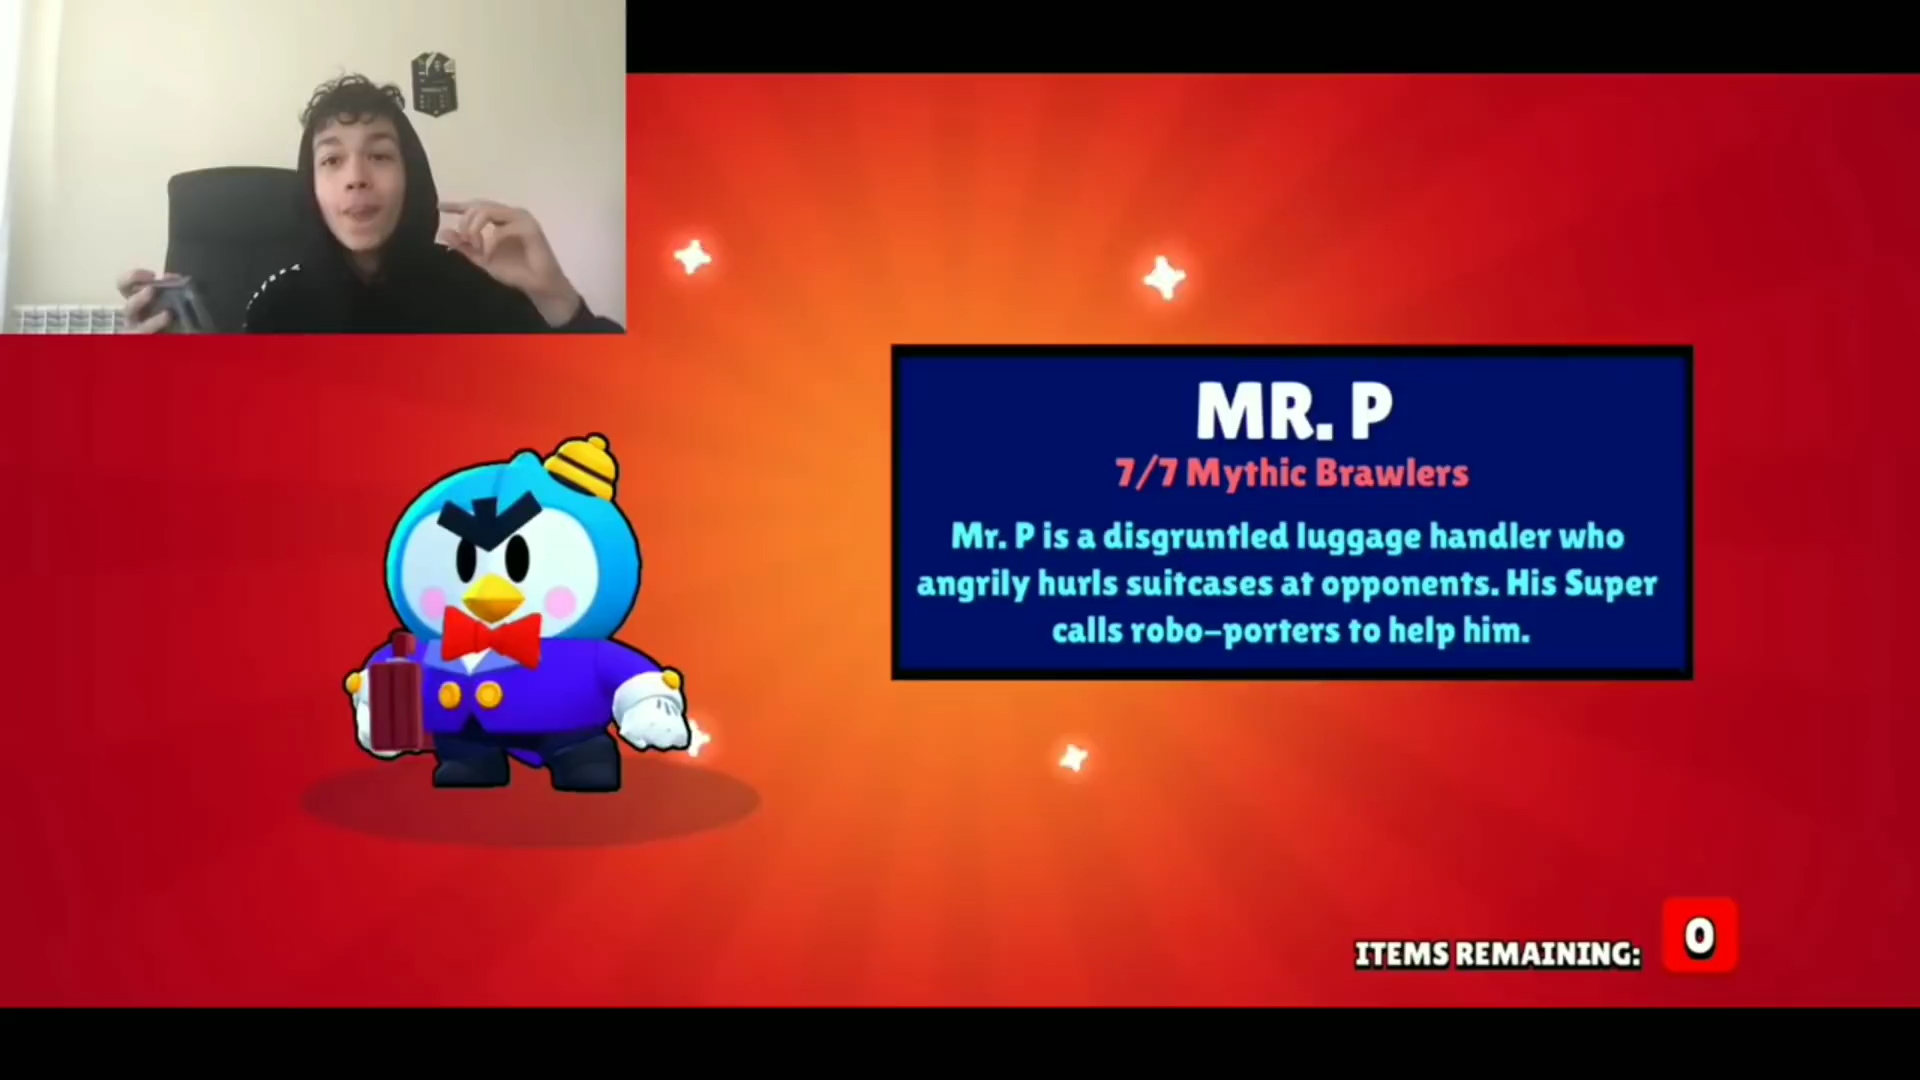 MR. P
7/7 Mythic Brawlers
Mr. P is a disgruntled luggage handler who
angrily hurls suitcases at opponents. His Super
calls robo-porters to help him.
ITEMS REMAINING: 0